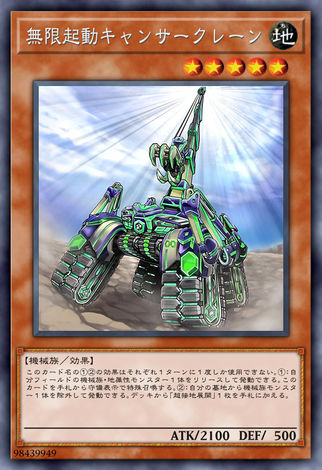 無限起動キャンサークレーン
地
【機械族/効果】
このカード名の①②の効果はそれぞれ1ターンに1度しか使用できない。①:自
分フィールドの機械族・地属性モンスター1体をリリースして発動できる。このカ
ードを手札から守備表示で特殊召喚する。②:自分の墓地から機械族モンスタ
ー1体を除外して発動できる。デッキから「超接地展開」1枚を手札に加える。
ATK/2100 DEF/ 500
98439949